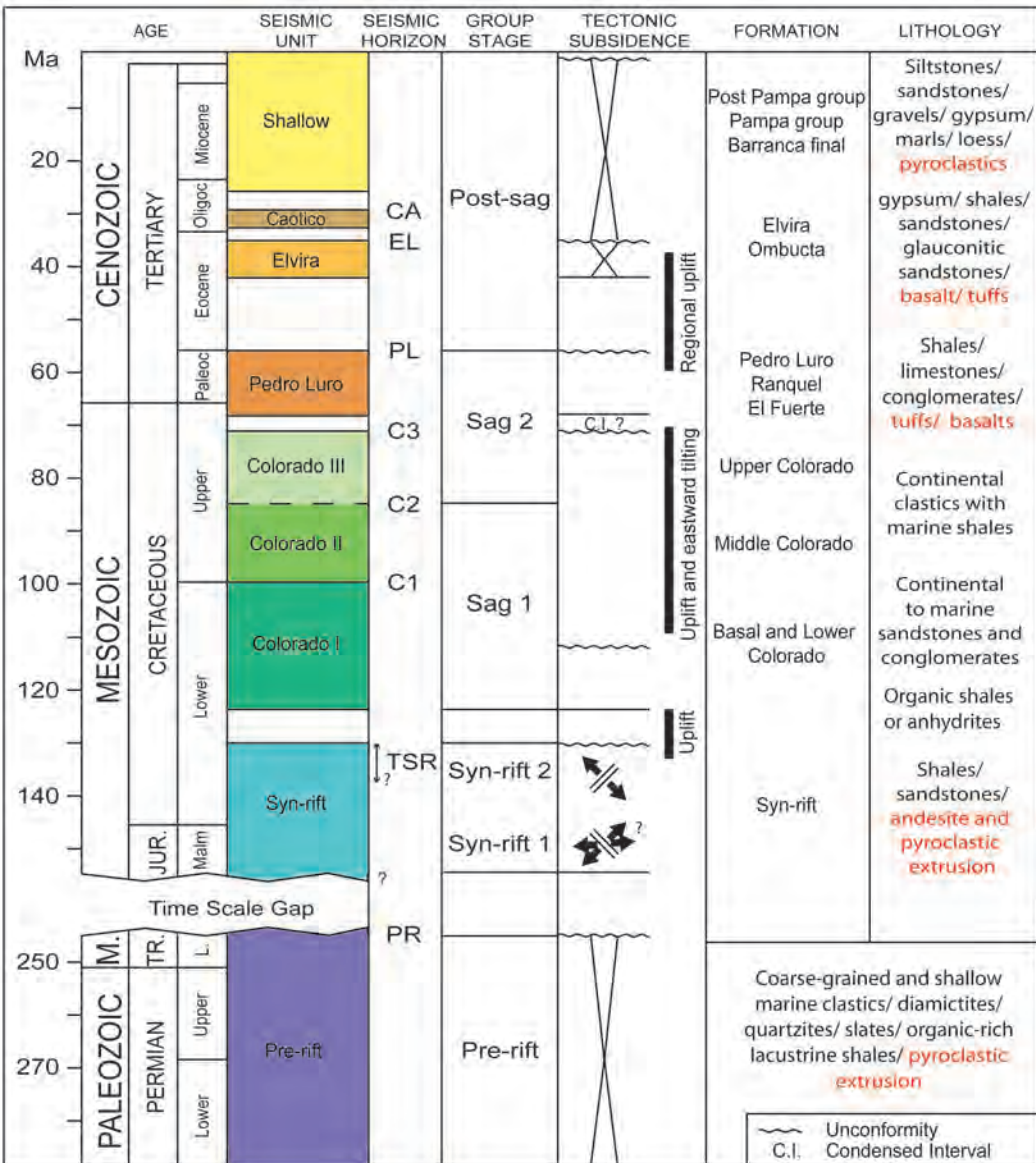 AGE
SEISMIC
UNIT
SEISMIC
HORIZON
GROUP
STAGE
TECTONIC
SUBSIDENCE
FORMATION
LITHOLOGY
Ma
20
40
60
80
100
120
140
250
270
CENOZOIC
MESOZOIC
M.
PALEOZOIC
TERTIARY
CRETACEOUS
JUR.
TR.
PERMIAN
Miocene
Oligoc
Eocene
Paleoc
Upper
Lower
Malm
L.
Upper
Lower
Shallow
Caótico
Elvira
Pedro Luro
Colorado III
Colorado II
Colorado I
Syn-rift
Time Scale Gap
Pre-rift
CA
EL
PL
C3
C2
C1
TSR
?
?
PR
Post-sag
Sag 2
Sag 1
Syn-rift 2
Syn-rift 1
Pre-rift
C.I. ?
?
Regional uplift
Uplift and eastward tilting
Uplift
Post Pampa group
Pampa group
Barranca final
Elvira
Ombucta
Pedro Luro
Ranquel
El Fuerte
Upper Colorado
Middle Colorado
Basal and Lower
Colorado
Syn-rift
Siltstones/
sandstones/
gravels/ gypsum/
marls/ loess/
pyroclastics
gypsum/ shales/
sandstones/
glauconitic
sandstones/
basalt/ tuffs
Shales/
limestones/
conglomerates/
tuffs/ basalts
Continental
clastics with
marine shales
Continental
to marine
sandstones and
conglomerates
Organic shales
or anhydrites
Shales/
sandstones/
andesite and
pyroclastic
extrusion
Coarse-grained and shallow
marine clastics/ diamictites/
quartzites/ slates/ organic-rich
lacustrine shales/ pyroclastic
extrusion
Unconformity
C.I. Condensed Interval